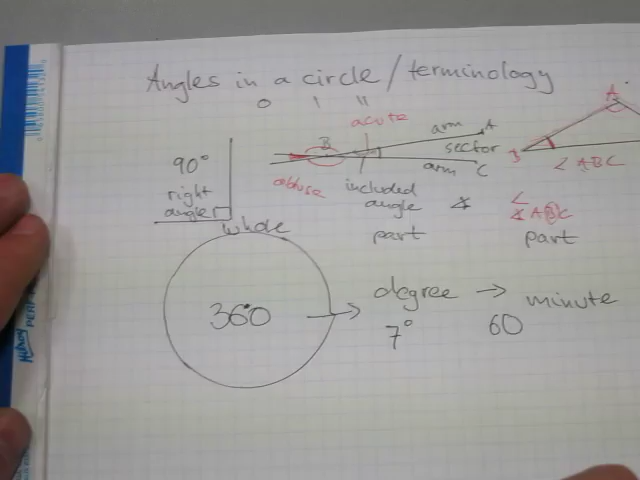 Angles in a circle / terminology
° ' "
acute
arm A
B
sector
arm C
obtuse
90°
right
angle
included
angle ∡
part
A
B
∠ ABC
∠
∡ ABC
part
whole
360
degree → minute
7° 60